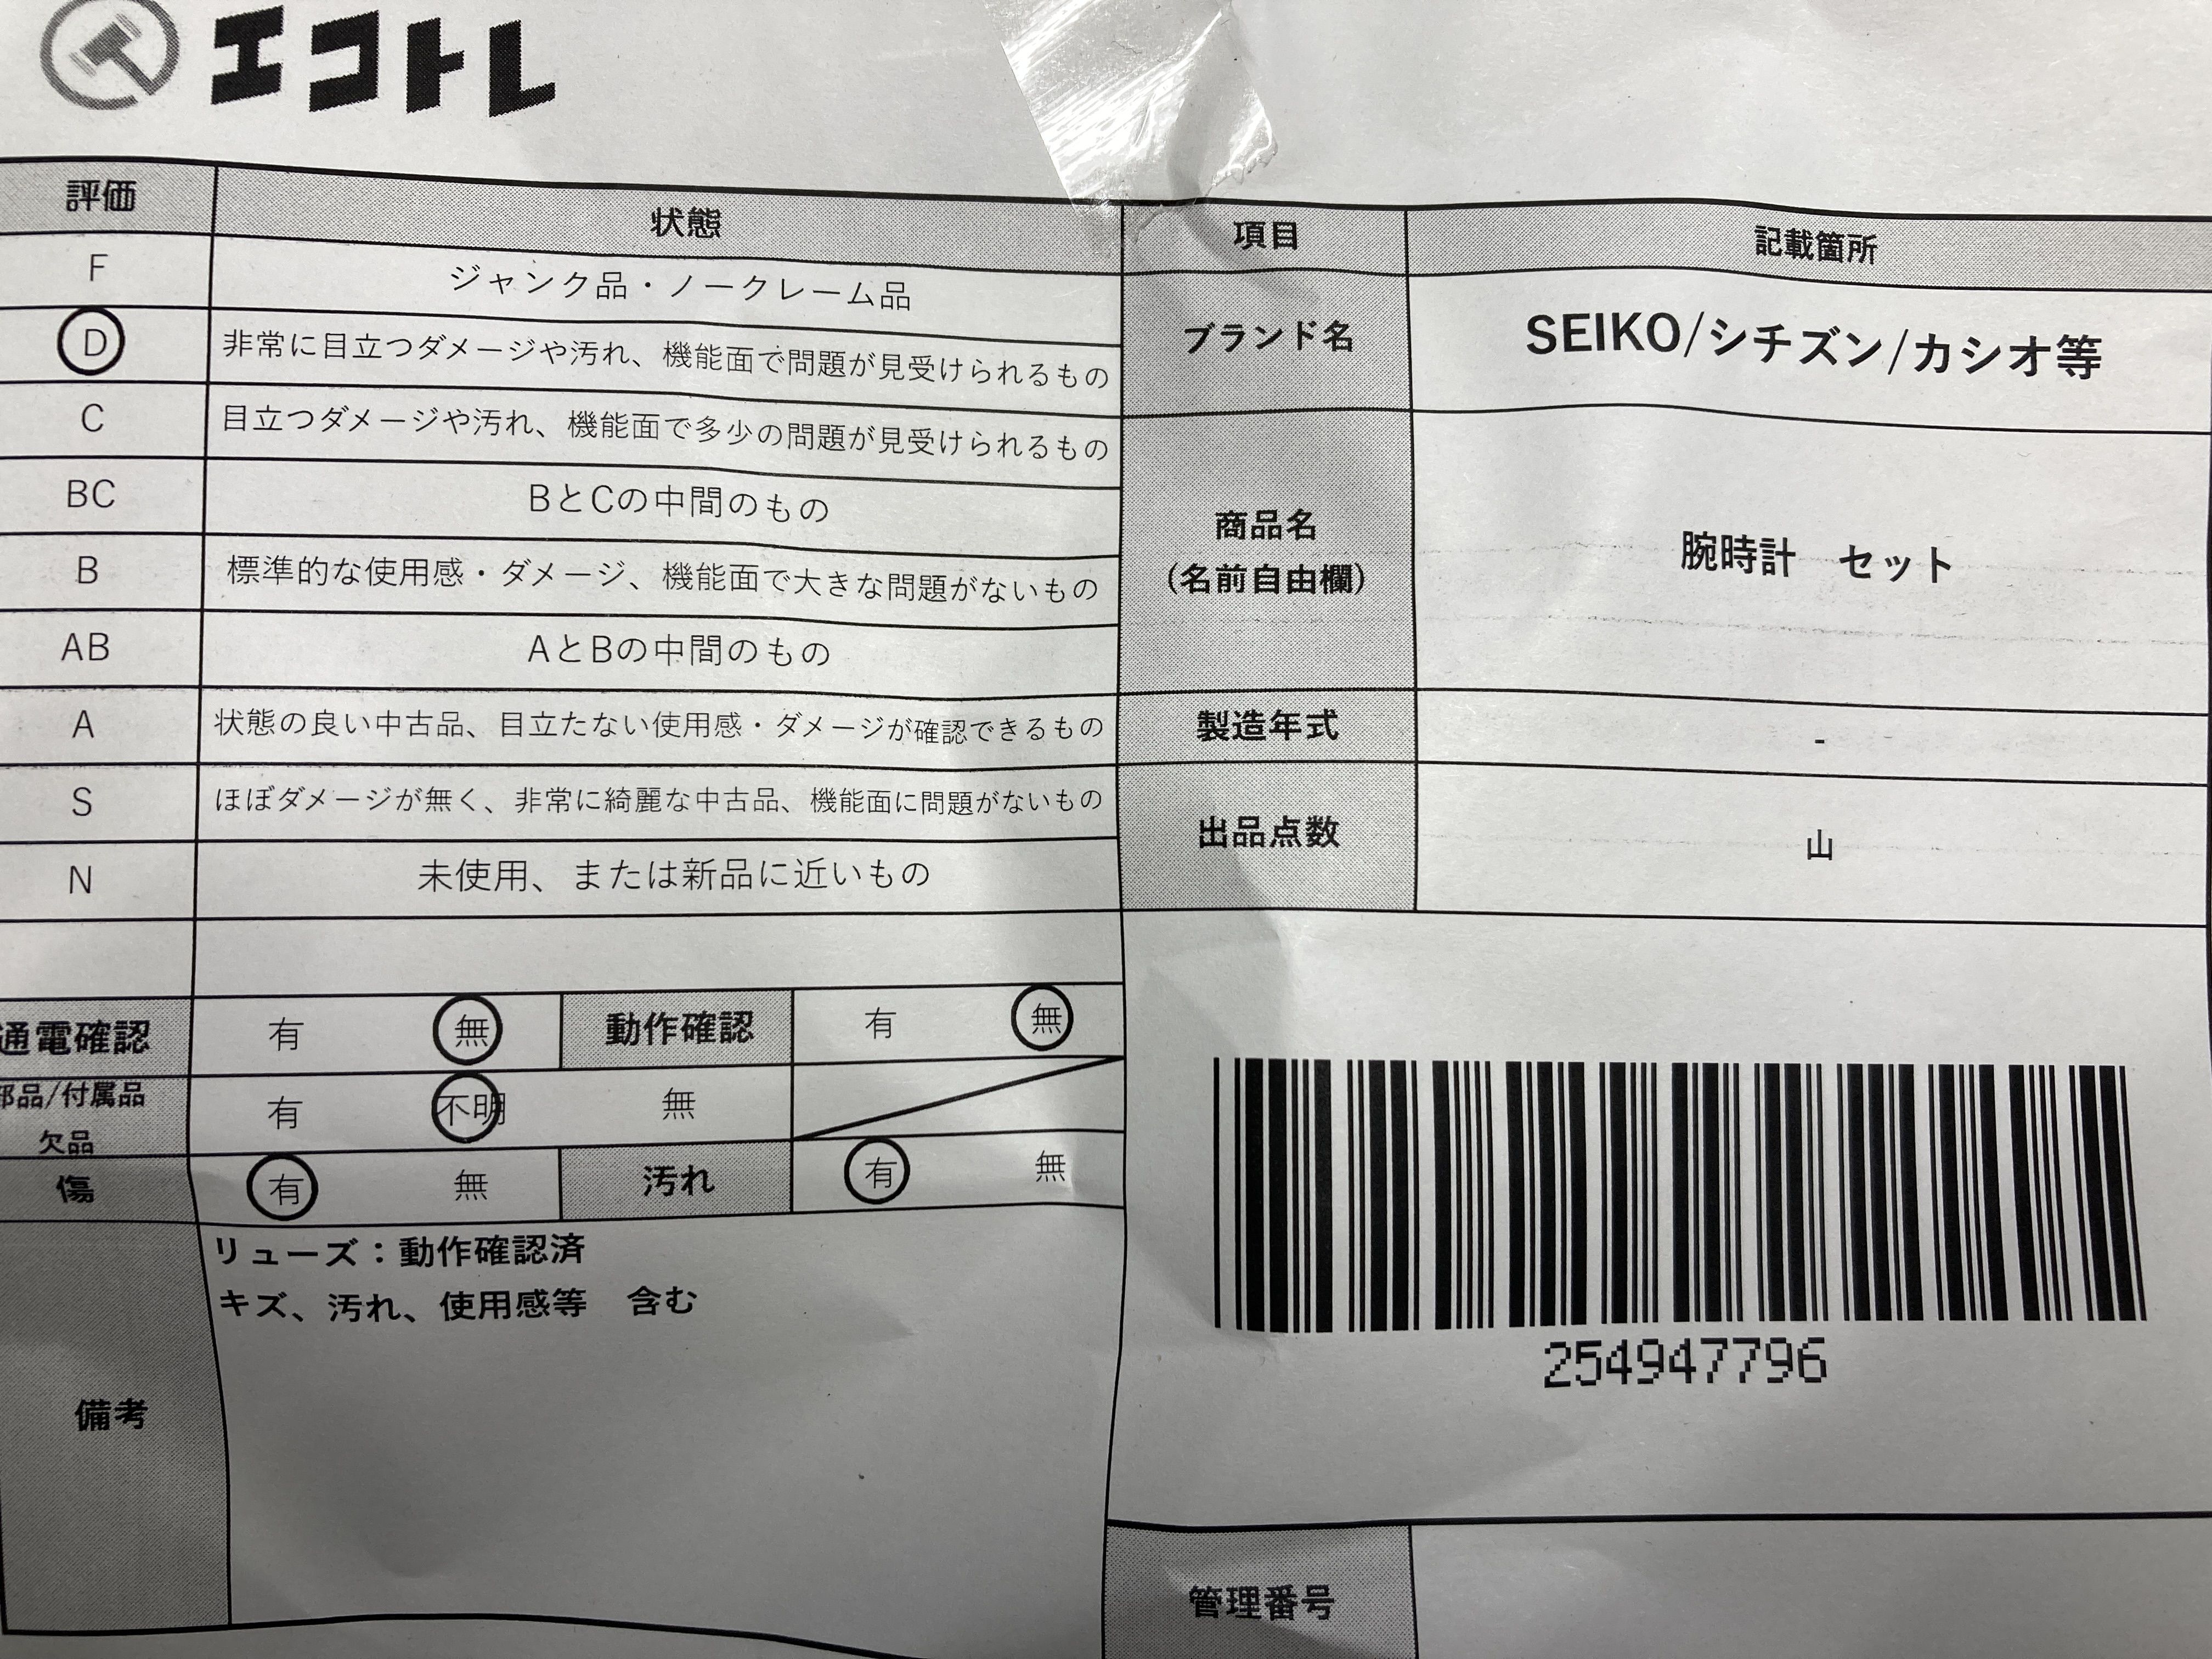 エコトレ
評価 状態
F ジャンク品・ノークレーム品
D 非常に目立つダメージや汚れ、機能面で問題が見受けられるもの
C 目立つダメージや汚れ、機能面で多少の問題が見受けられるもの
BC BとCの中間のもの
B 標準的な使用感・ダメージ、機能面で大きな問題がないもの
AB AとBの中間のもの
A 状態の良い中古品、目立たない使用感・ダメージが確認できるもの
S ほぼダメージが無く、非常に綺麗な中古品、機能面に問題がないもの
N 未使用、または新品に近いもの
通電確認 有 無 動作確認 有 無
部品/付属品
欠品 有 不明 無
傷 有 無 汚れ 有 無
備考
リューズ：動作確認済
キズ、汚れ、使用感等 含む
項目 記載箇所
ブランド名 SEIKO/シチズン/カシオ等
商品名
（名前自由欄）
腕時計 セット
製造年式 -
出品点数 山
254947796
管理番号